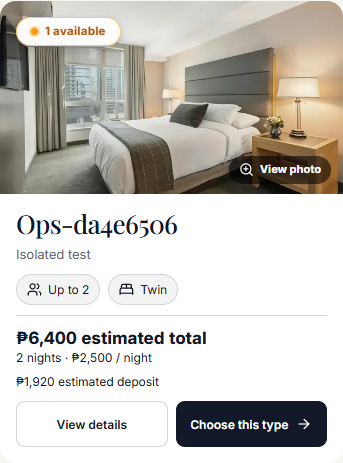 1 available
View photo
Ops-da4e6506
Isolated test
Up to 2
Twin
₱6,400 estimated total
2 nights · ₱2,500 / night
₱1,920 estimated deposit
View details
Choose this type →